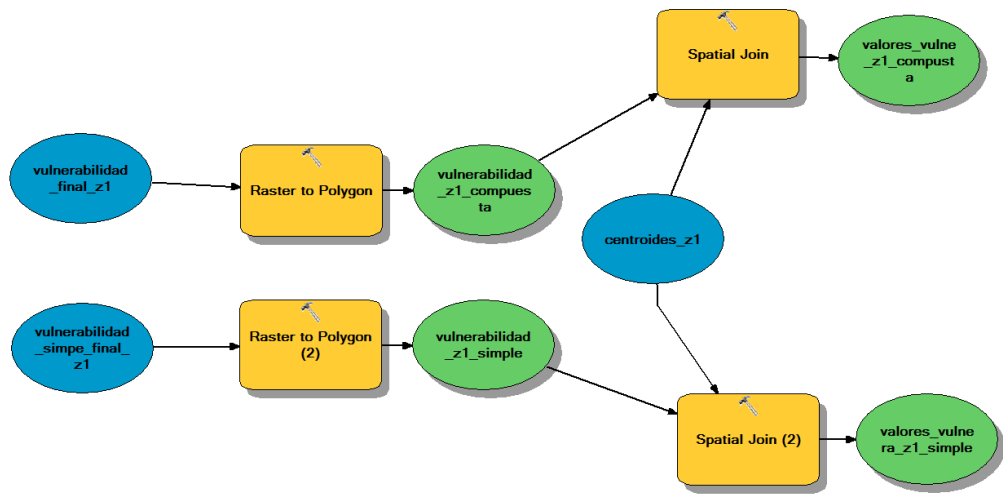 vulnerabilidad
_final_z1
Raster to Polygon
vulnerabilidad
_z1_compues
ta
Spatial Join
valores_vulne
_z1_compust
a
centroides_z1
vulnerabilidad
_simpe_final_
z1
Raster to Polygon
(2)
vulnerabilidad
_z1_simple
Spatial Join (2)
valores_vulne
ra_z1_simple